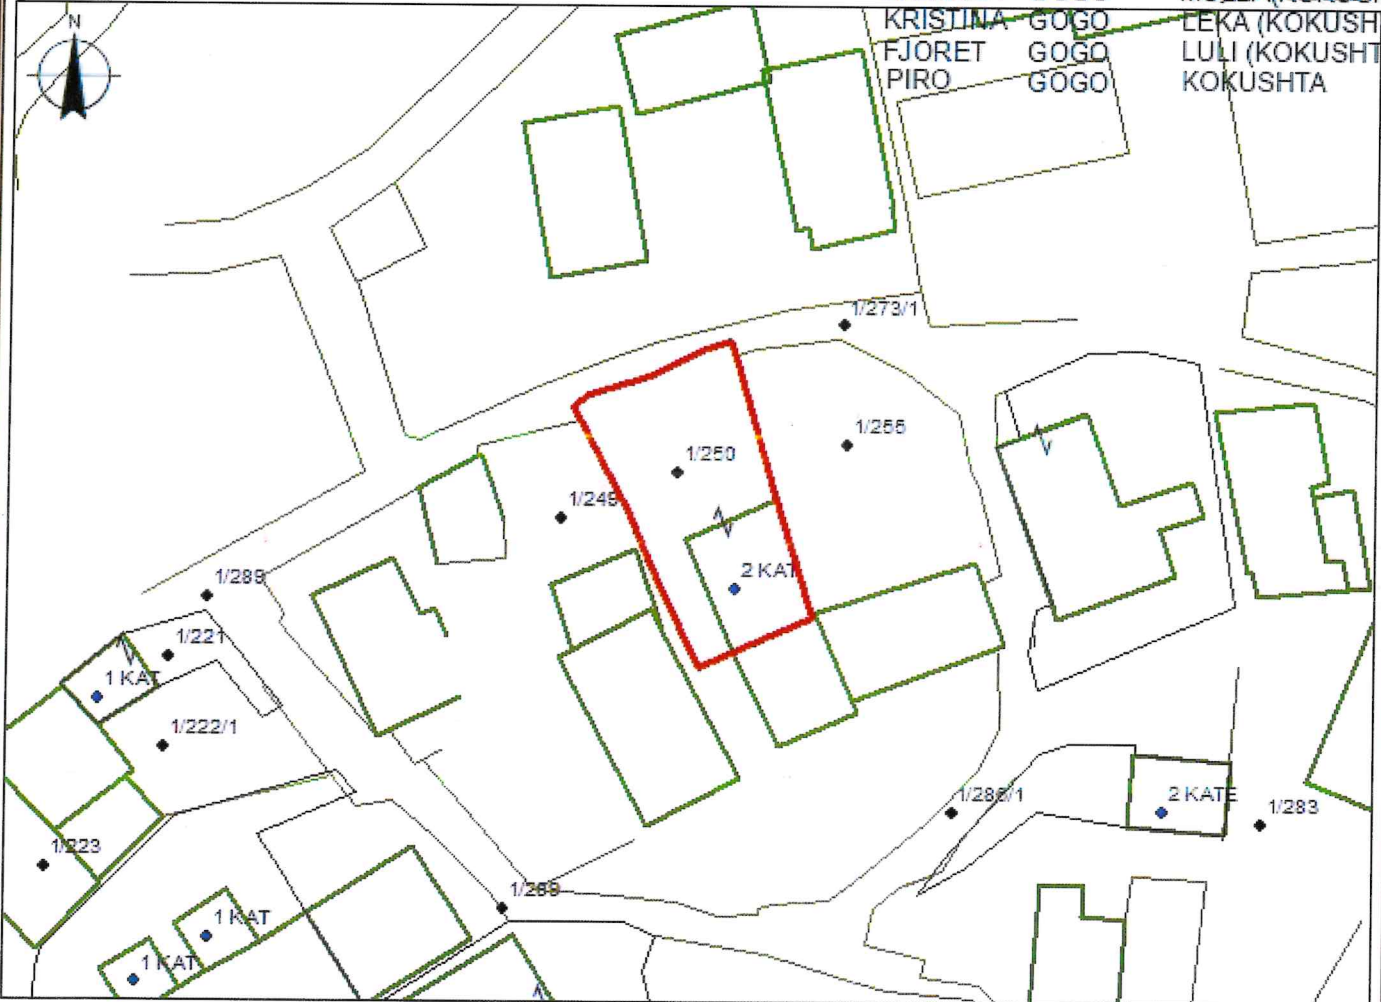 N
KRISTINA GOGO LEKA (KOKUSH
FJORET GOGO LULI (KOKUSHT
PIRO GOGO KOKUSHTA
1/273/1
1/255
1/250
1/249
2 KAT
1/289
1/221
1 KAT
1/222/1
1/286/1
2 KATE
1/283
1/223
1/289
1 KAT
1 KAT